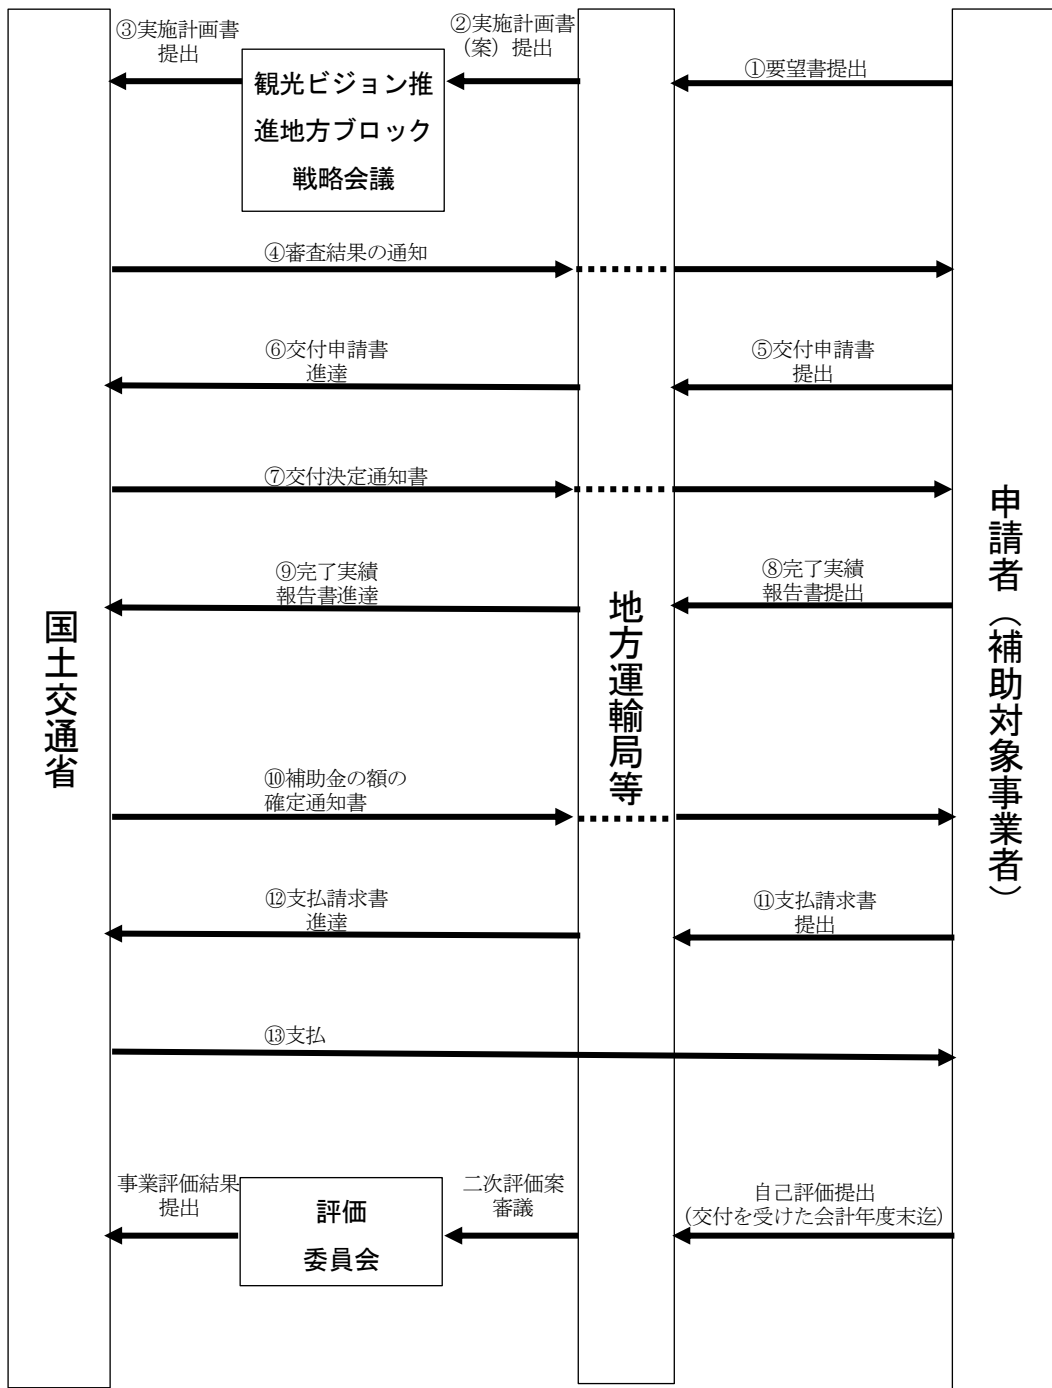 ③実施計画書
提出
②実施計画書
（案）提出
①要望書提出
観光ビジョン推
進地方ブロック
戦略会議
④審査結果の通知
⑥交付申請書
進達
⑤交付申請書
提出
⑦交付決定通知書
⑨完了実績
報告書進達
⑧完了実績
報告書提出
国土交通省
地方運輸局等
申請者（補助対象事業者）
⑩補助金の額の
確定通知書
⑫支払請求書
進達
⑪支払請求書
提出
⑬支払
事業評価結果
提出
評価
委員会
二次評価案
審議
自己評価提出
(交付を受けた会計年度末迄)